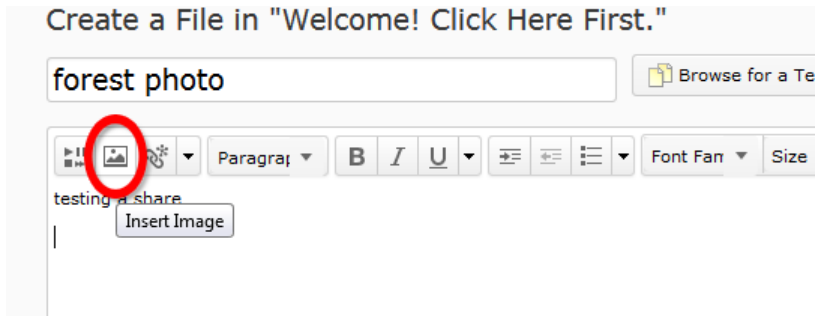 Create a File in "Welcome! Click Here First."
forest photo
Browse for a Te
Paragrap
B I U
Font Fam
Size
testing a share
Insert Image